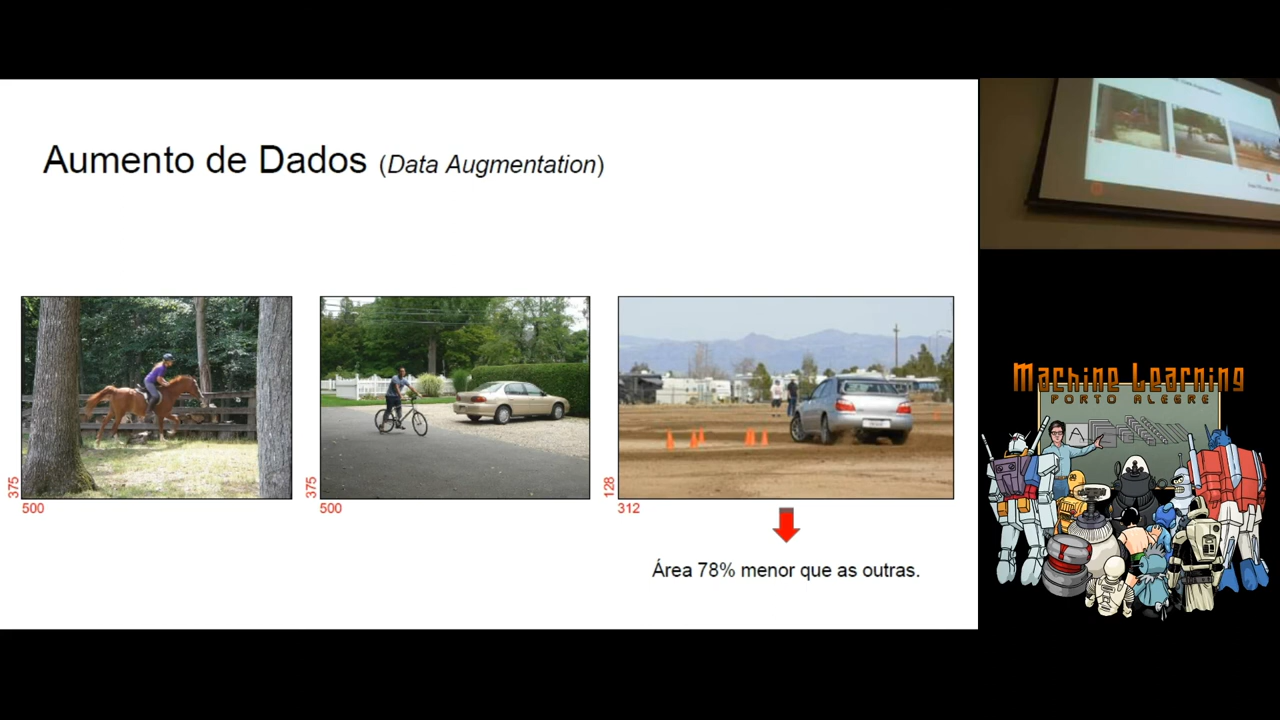 Aumento de Dados (Data Augmentation)
375
500
375
500
128
312
Área 78% menor que as outras.
Machine Learning
PORTO ALEGRE